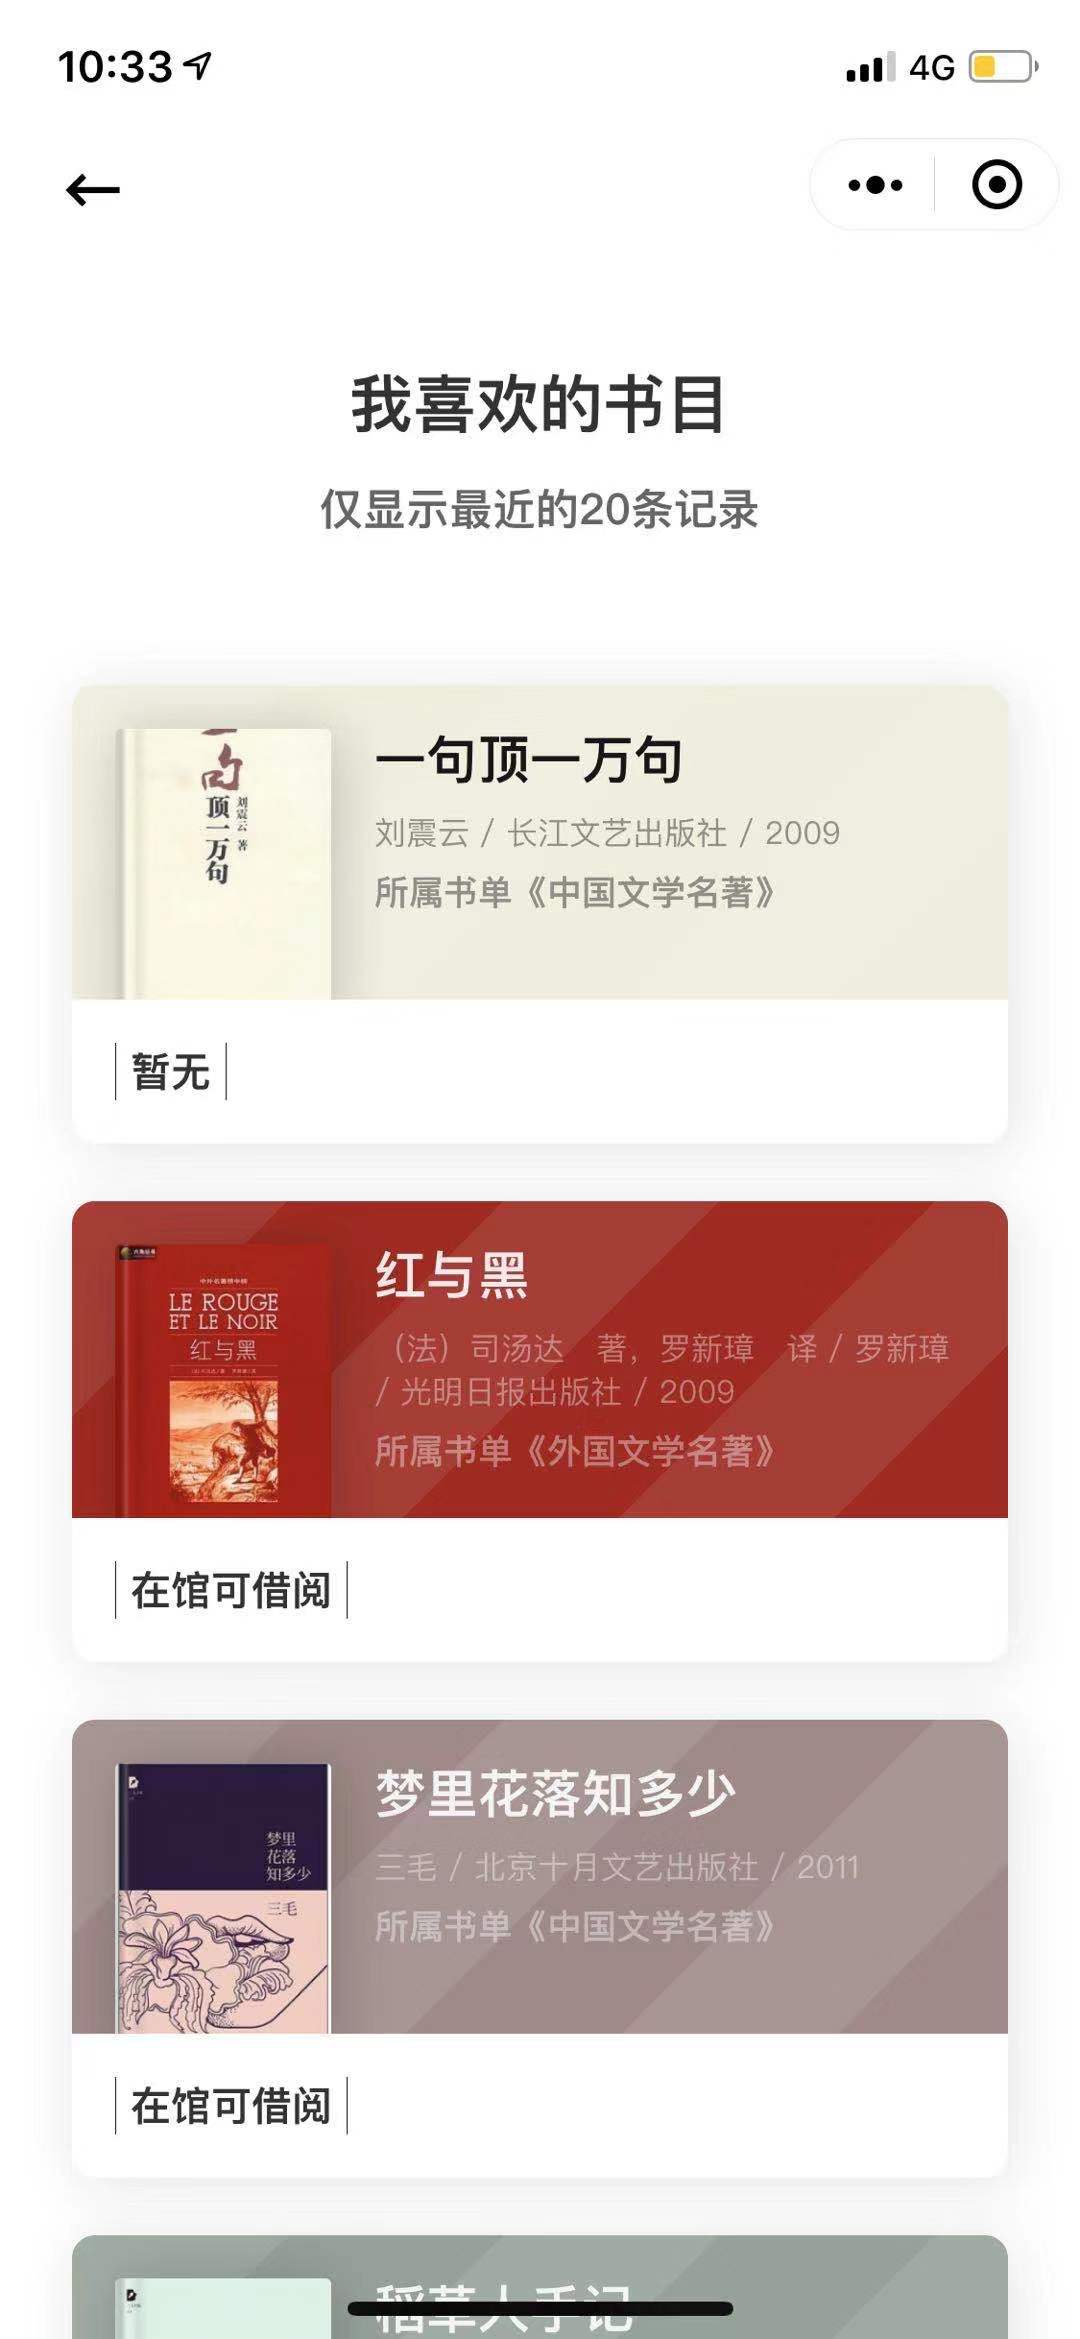 10:33
4G
我喜欢的书目
仅显示最近的20条记录
一句顶一万句
刘震云 / 长江文艺出版社 / 2009
所属书单《中国文学名著》
一句
顶一万句
刘震云 著
暂无
红与黑
（法）司汤达 著，罗新璋 译 / 罗新璋
/ 光明日报出版社 / 2009
所属书单《外国文学名著》
LE ROUGE
ET LE NOIR
红与黑
在馆可借阅
梦里花落知多少
三毛 / 北京十月文艺出版社 / 2011
所属书单《中国文学名著》
梦里
花落
知多少
三毛
在馆可借阅
稻草人手记